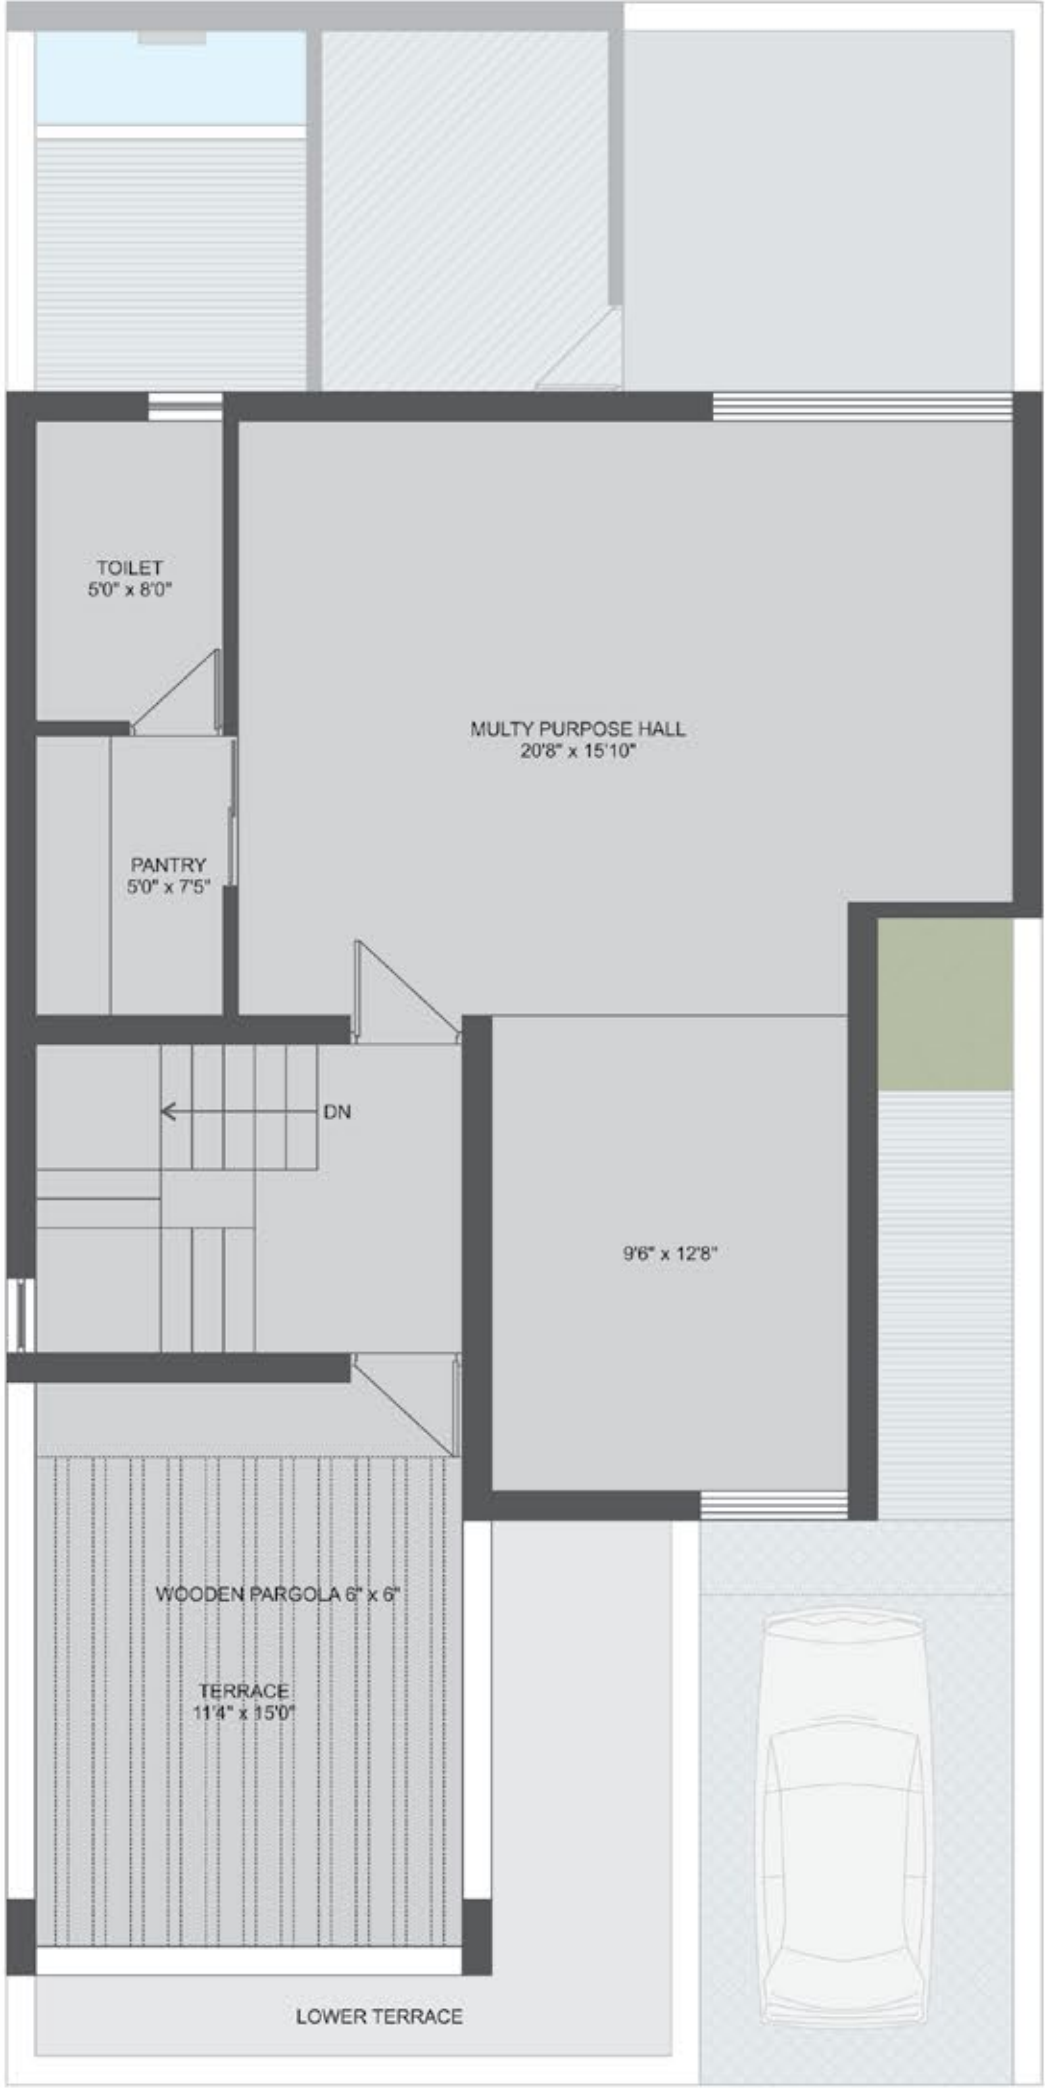 TOILET
5'0" x 8'0"
MULTY PURPOSE HALL
20'8" x 15'10"
PANTRY
5'0" x 7'5"
DN
9'6" x 12'8"
WOODEN PARGOLA 6" x 6"
TERRACE
11'4" x 15'0"
LOWER TERRACE